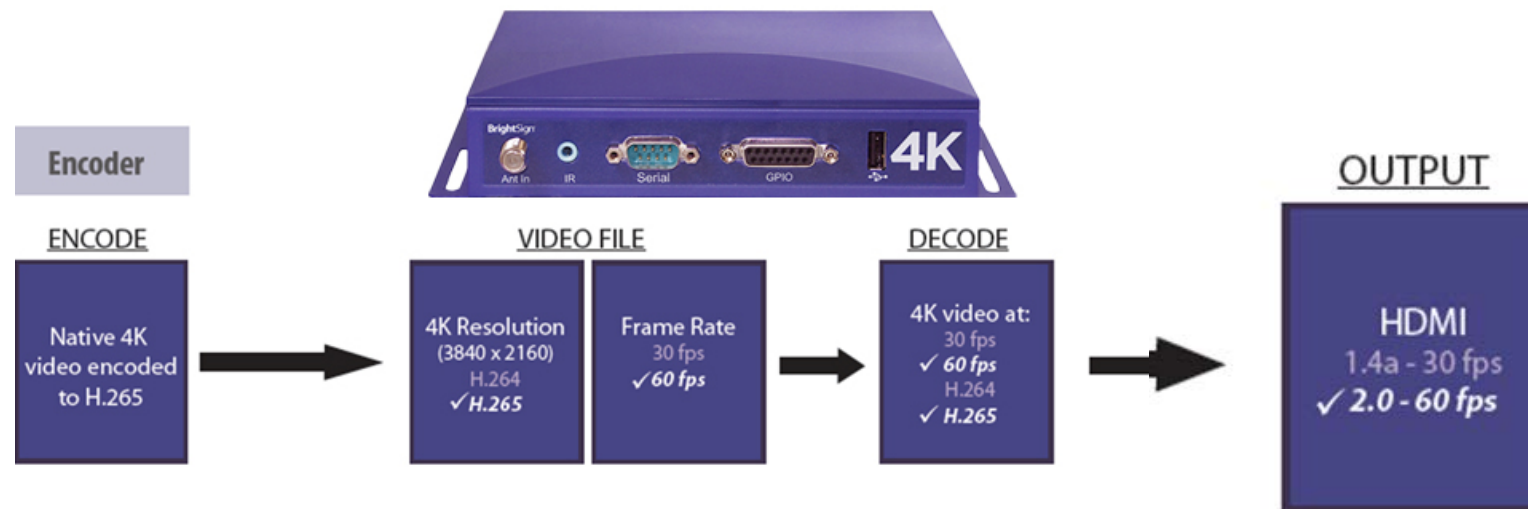 BrightSign
Ant In
IR
Serial
GPIO
4K
Encoder
ENCODE
Native 4K
video encoded
to H.265
VIDEO FILE
4K Resolution
(3840 x 2160)
H.264
✓H.265
Frame Rate
30 fps
✓60 fps
DECODE
4K video at:
30 fps
✓ 60 fps
H.264
✓ H.265
OUTPUT
HDMI
1.4a - 30 fps
✓ 2.0 - 60 fps